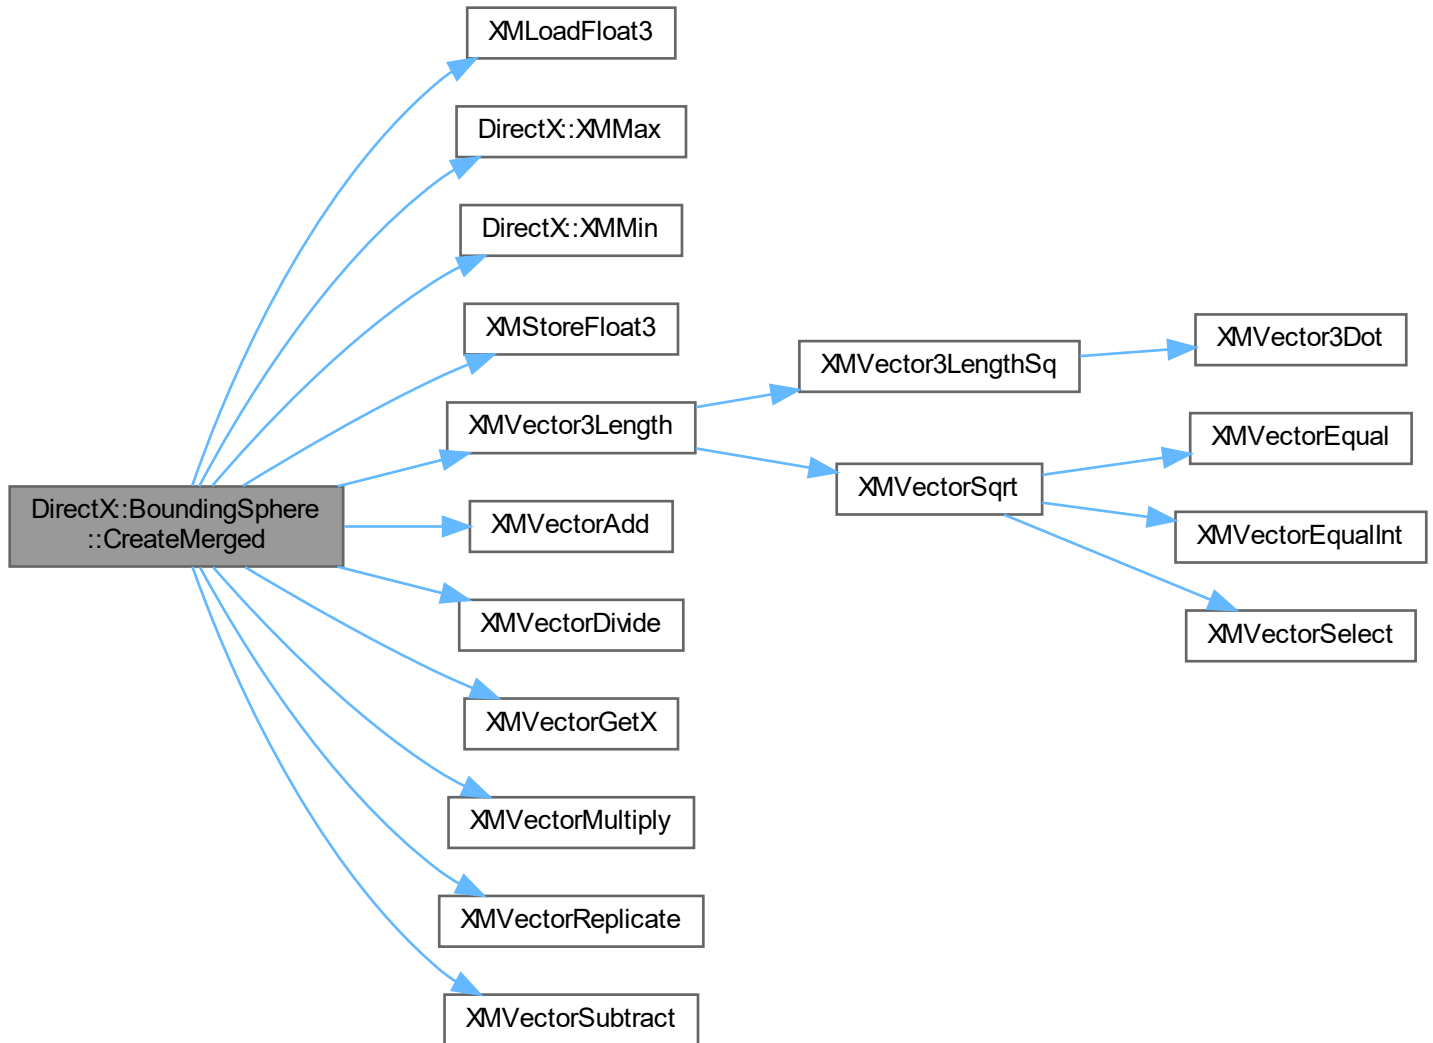 XMLoadFloat3
DirectX::XMMax
DirectX::XMMin
XMStoreFloat3
XMVector3Dot
XMVector3LengthSq
XMVector3Length
XMVectorEqual
XMVectorSqrt
DirectX::BoundingSphere
::CreateMerged
XMVectorAdd
XMVectorEqualInt
XMVectorDivide
XMVectorSelect
XMVectorGetX
XMVectorMultiply
XMVectorReplicate
XMVectorSubtract